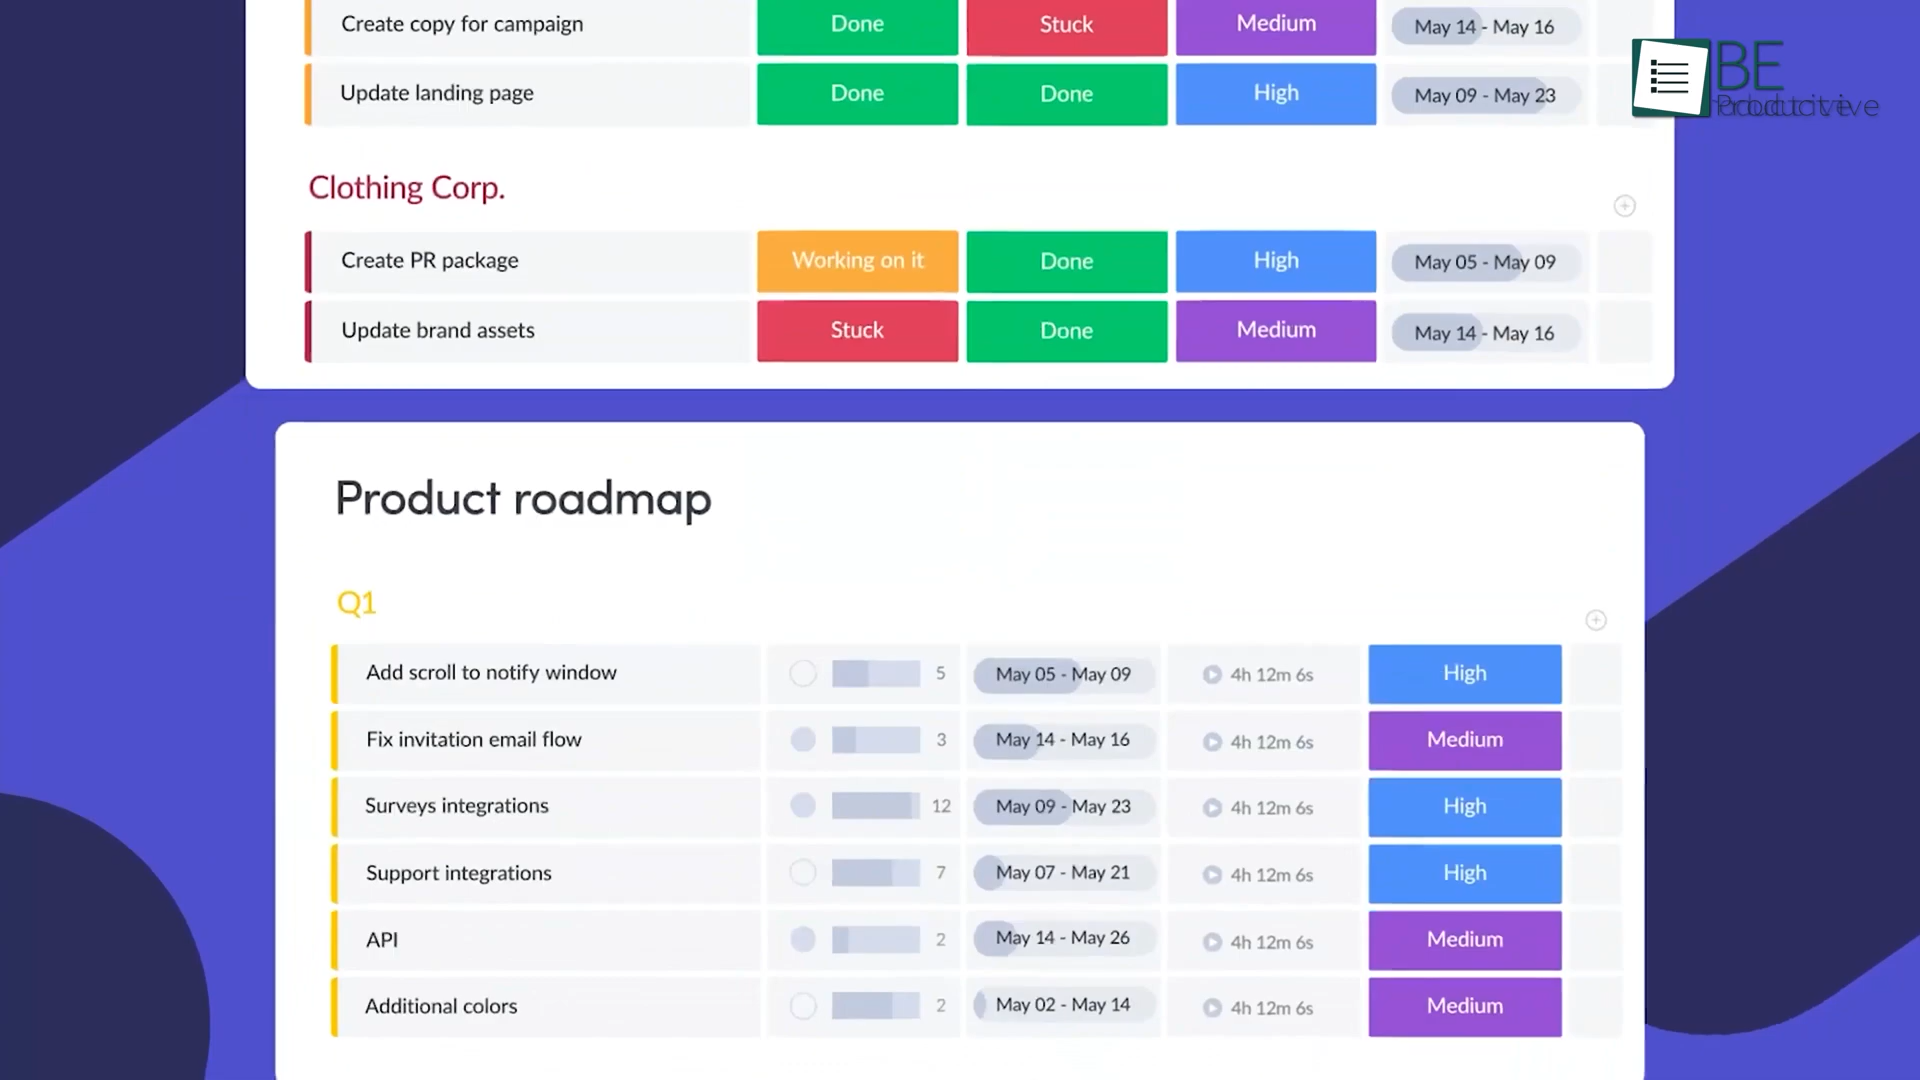 Create copy for campaign Done Stuck Medium May 14 - May 16
Update landing page Done Done High May 09 - May 23
BE
Productive
Clothing Corp.
Create PR package Working on it Done High May 05 - May 09
Update brand assets Stuck Done Medium May 14 - May 16
Product roadmap
Q1
Add scroll to notify window 5 May 05 - May 09 4h 12m 6s High
Fix invitation email flow 3 May 14 - May 16 4h 12m 6s Medium
Surveys integrations 12 May 09 - May 23 4h 12m 6s High
Support integrations 7 May 07 - May 21 4h 12m 6s High
API 2 May 14 - May 26 4h 12m 6s Medium
Additional colors 2 May 02 - May 14 4h 12m 6s Medium